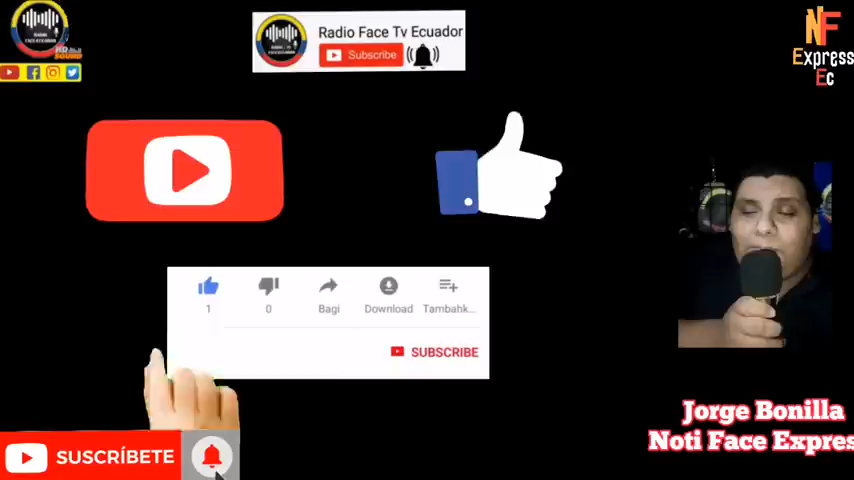 Radio Face Tv Ecuador
Subscribe
NF
Express
Ec
1
0
Bagi
Download
Tambahk...
SUBSCRIBE
SUSCRÍBETE
Jorge Bonilla
Noti Face Expres